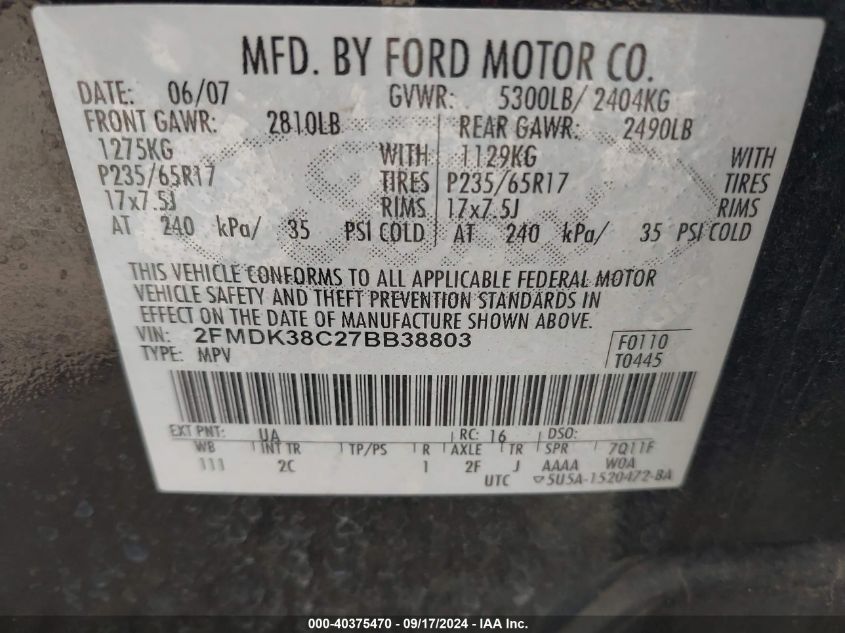 MFD. BY FORD MOTOR CO.
DATE: 06/07 GVWR: 5300LB/ 2404KG
FRONT GAWR: 2810LB REAR GAWR: 2490LB
1275KG WITH 1129KG WITH
P235/65R17 TIRES P235/65R17 TIRES
17x7.5J RIMS 17x7.5J RIMS
AT 240 kPa/ 35 PSI COLD AT 240 kPa/ 35 PSI COLD
THIS VEHICLE CONFORMS TO ALL APPLICABLE FEDERAL MOTOR
VEHICLE SAFETY AND THEFT PREVENTION STANDARDS IN
EFFECT ON THE DATE OF MANUFACTURE SHOWN ABOVE.
VIN: 2FMDK38C27BB38803 F0110
TYPE: MPV T0445
EXT PNT: UA RC: 16 DSO:
WB INT TR TP/PS R AXLE TR SPR 7Q11F
111 2C 1 2F J AAAA W0A
UTC 5U5A-1520472-BA
000-40375470 - 09/17/2024 - IAA Inc.